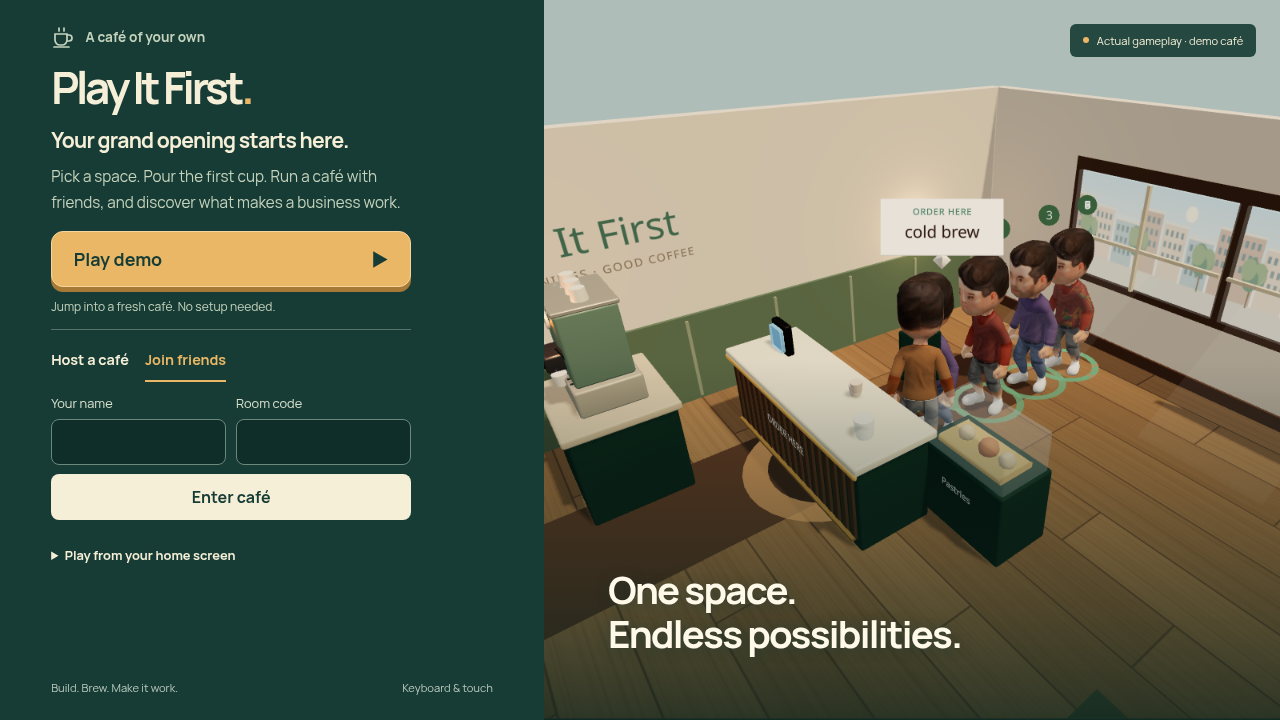 A café of your own
Play It First.
Your grand opening starts here.
Pick a space. Pour the first cup. Run a café with
friends, and discover what makes a business work.
Play demo
Jump into a fresh café. No setup needed.
Host a café
Join friends
Your name
Room code
Enter café
Play from your home screen
Build. Brew. Make it work.
Keyboard & touch
Actual gameplay · demo café
It First
· GOOD COFFEE
ORDER HERE
cold brew
3
ORDER HERE
Pastries
One space.
Endless possibilities.